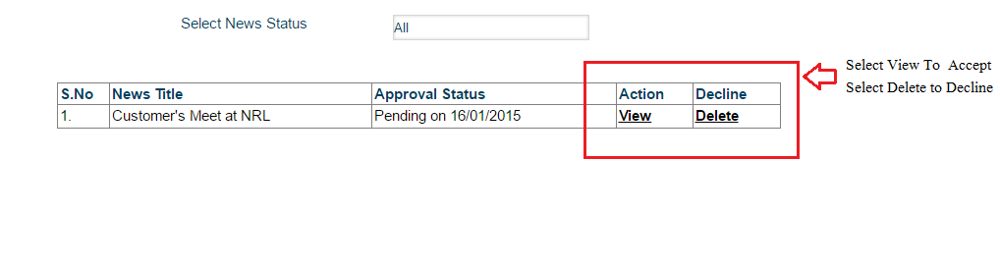 Select News Status All
Select View To Accept
Select Delete to Decline
S.No News Title Approval Status Action Decline
1. Customer's Meet at NRL Pending on 16/01/2015 View Delete